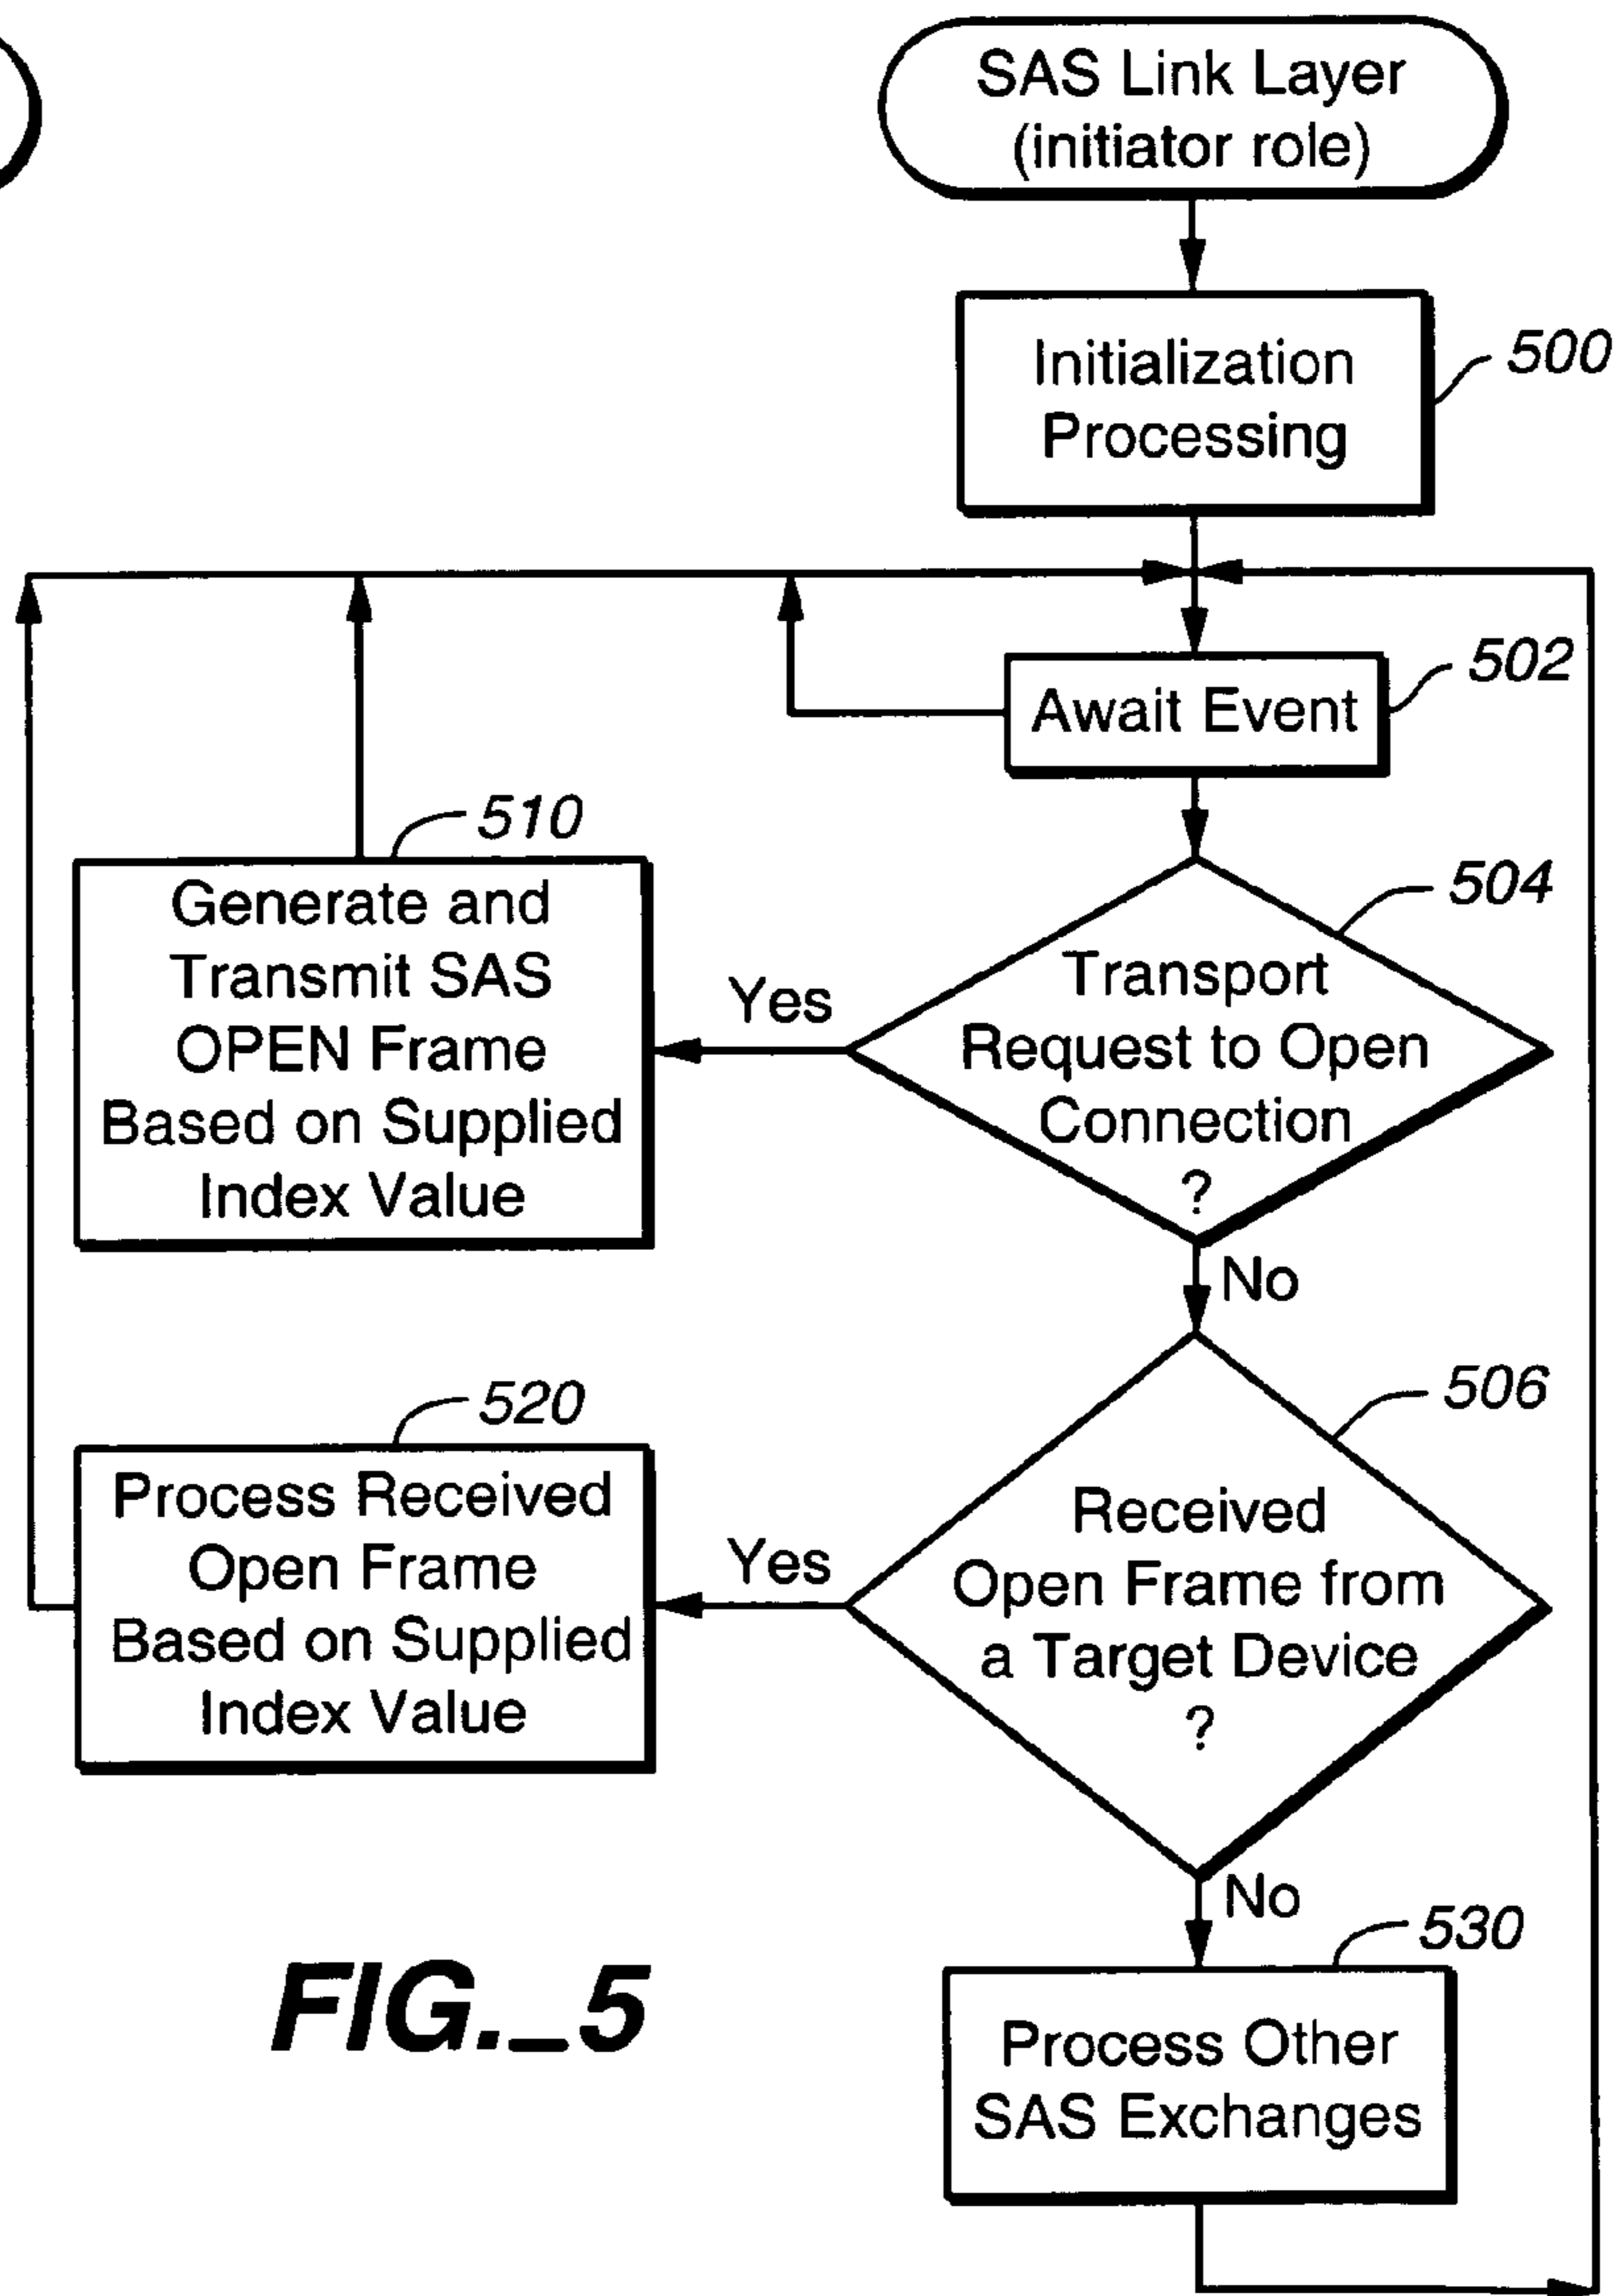 SAS Link Layer
(initiator role)
Initialization
Processing
500
Await Event
502
510
Generate and
Transmit SAS
OPEN Frame
Based on Supplied
Index Value
Yes
504
Transport
Request to Open
Connection
?
No
520
Process Received
Open Frame
Based on Supplied
Index Value
Yes
506
Received
Open Frame from
a Target Device
?
No
530
Process Other
SAS Exchanges
FIG._5